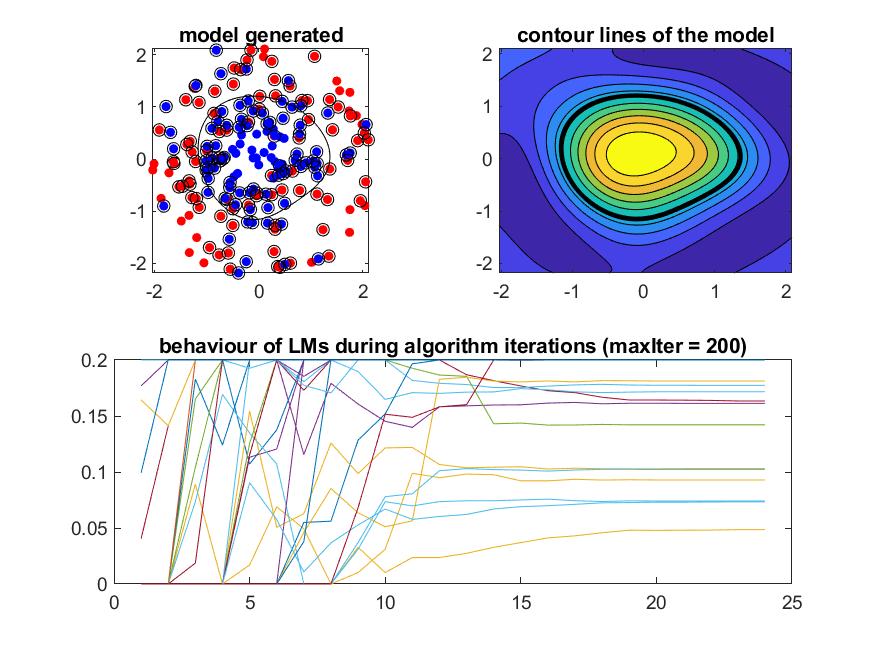 model generated
contour lines of the model
2
1
0
-1
-2
-2 0 2
2
1
0
-1
-2
-2 -1 0 1 2
behaviour of LMs during algorithm iterations (maxIter = 200)
0.2
0.15
0.1
0.05
0
0 5 10 15 20 25